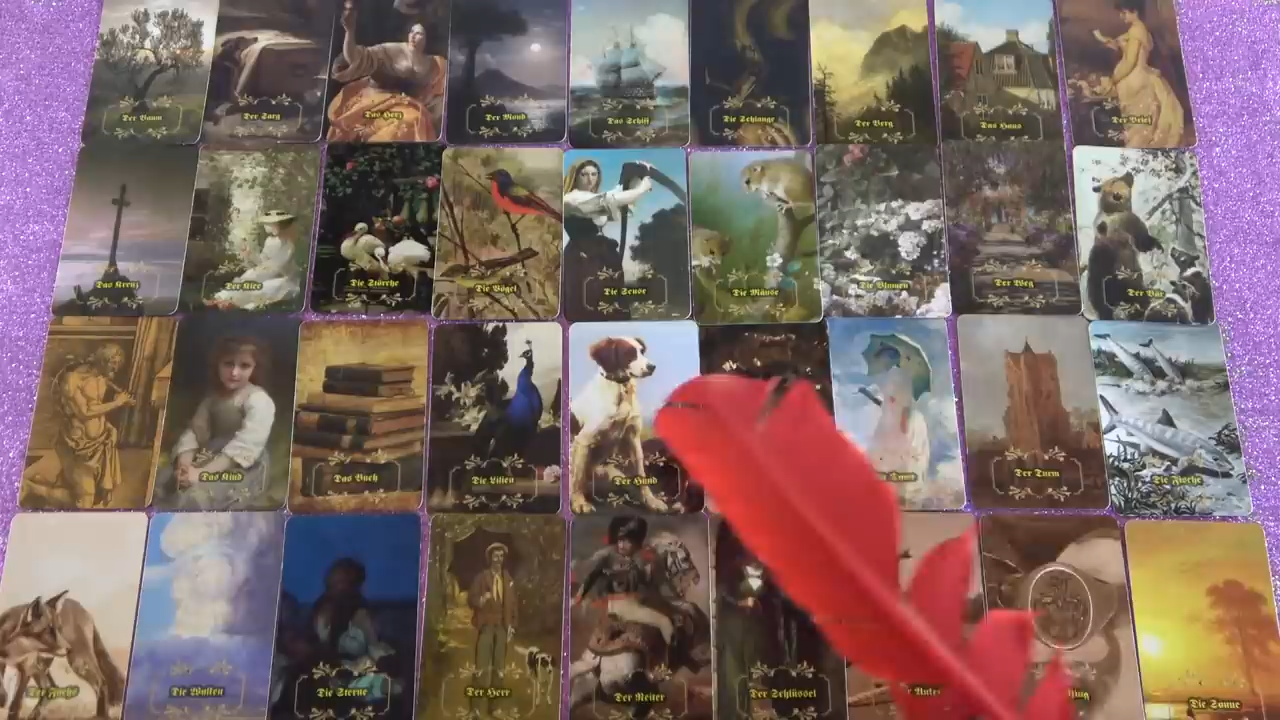 Der Baum
Der Sarg
Das Herz
Der Mond
Das Schiff
Die Schlange
Der Berg
Das Haus
Der Brief
Das Kreuz
Der Klee
Die Störche
Die Vögel
Die Sense
Die Mäuse
Die Blumen
Der Weg
Der Bär
Das Kind
Das Buch
Die Lilien
Der Hund
Dame
Der Turm
Die Fische
Der Fuchs
Die Wolken
Die Sterne
Der Herr
Der Reiter
Der Schlüssel
r Anker
ing
Die Sonne